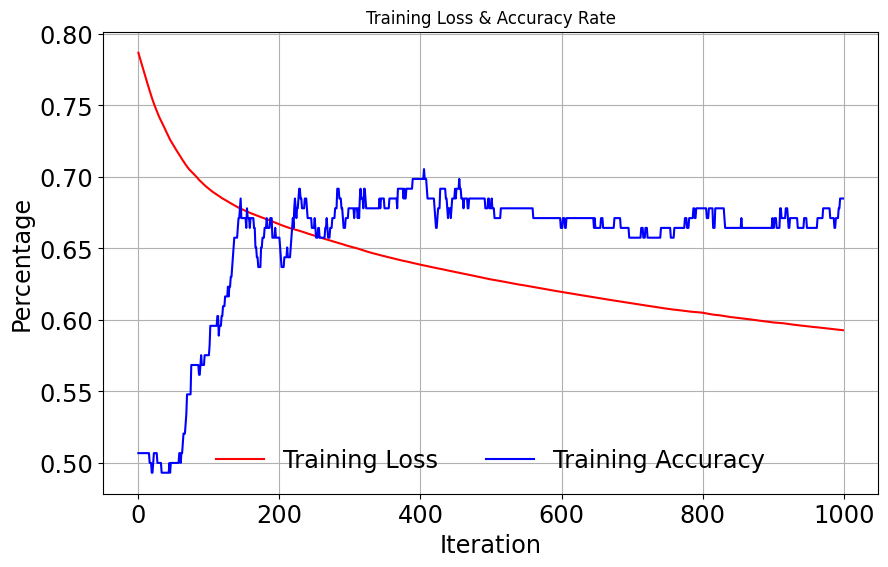 Training Loss & Accuracy Rate
0.80
0.75
0.70
0.65
0.60
0.55
0.50
Percentage
Training Loss Training Accuracy
0 200 400 600 800 1000
Iteration